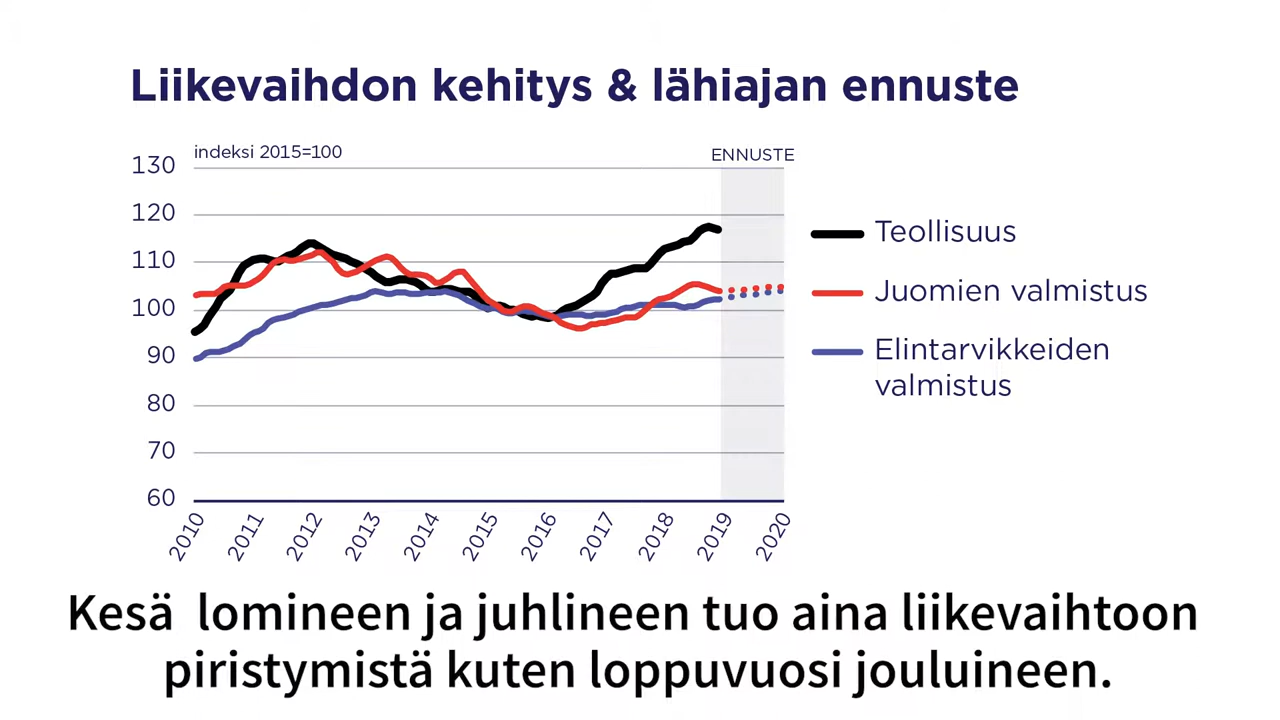 Liikevaihdon kehitys & lähiajan ennuste
indeksi 2015=100
ENNUSTE
130
120
110
100
90
80
70
60
2010
2011
2012
2013
2014
2015
2016
2017
2018
2019
2020
Teollisuus
Juomien valmistus
Elintarvikkeiden
valmistus
Kesä lomineen ja juhlineen tuo aina liikevaihtoon
piristymistä kuten loppuvuosi jouluineen.